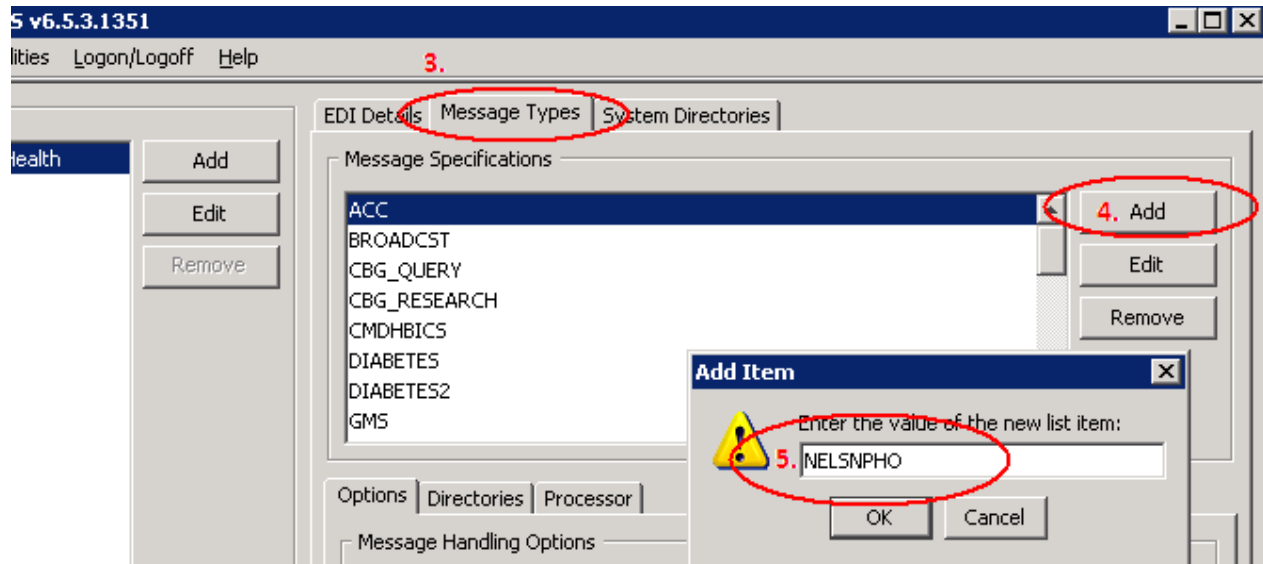 S v6.5.3.1351
lities Logon/Logoff Help
3.
EDI Details Message Types System Directories
Health Add
Message Specifications
Edit
Remove
ACC
BROADCST
CBG_QUERY
CBG_RESEARCH
CMDHBICS
DIABETES
DIABETES2
GMS
4. Add
Edit
Remove
Add Item
Enter the value of the new list item:
5. NELSNPHO
OK Cancel
Options Directories Processor
Message Handling Options